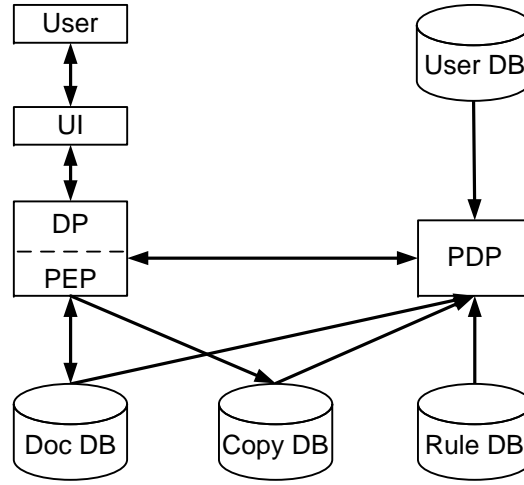 User
User DB
UI
DP
PEP
PDP
Doc DB
Copy DB
Rule DB